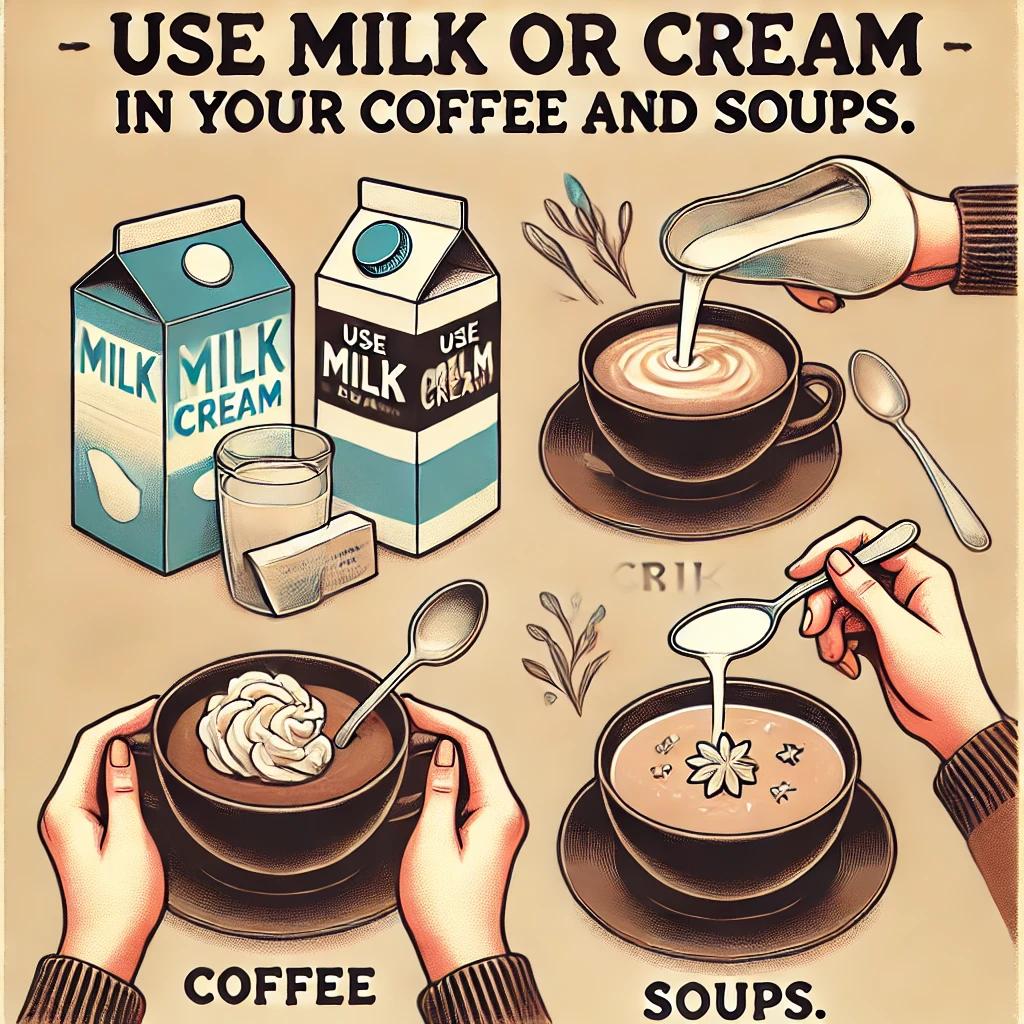 - USE MILK OR CREAM -
IN YOUR COFFEE AND SOUPS.
MILK
MILK
CREAM
USE
MILK
USE
COFFEE
SOUPS.